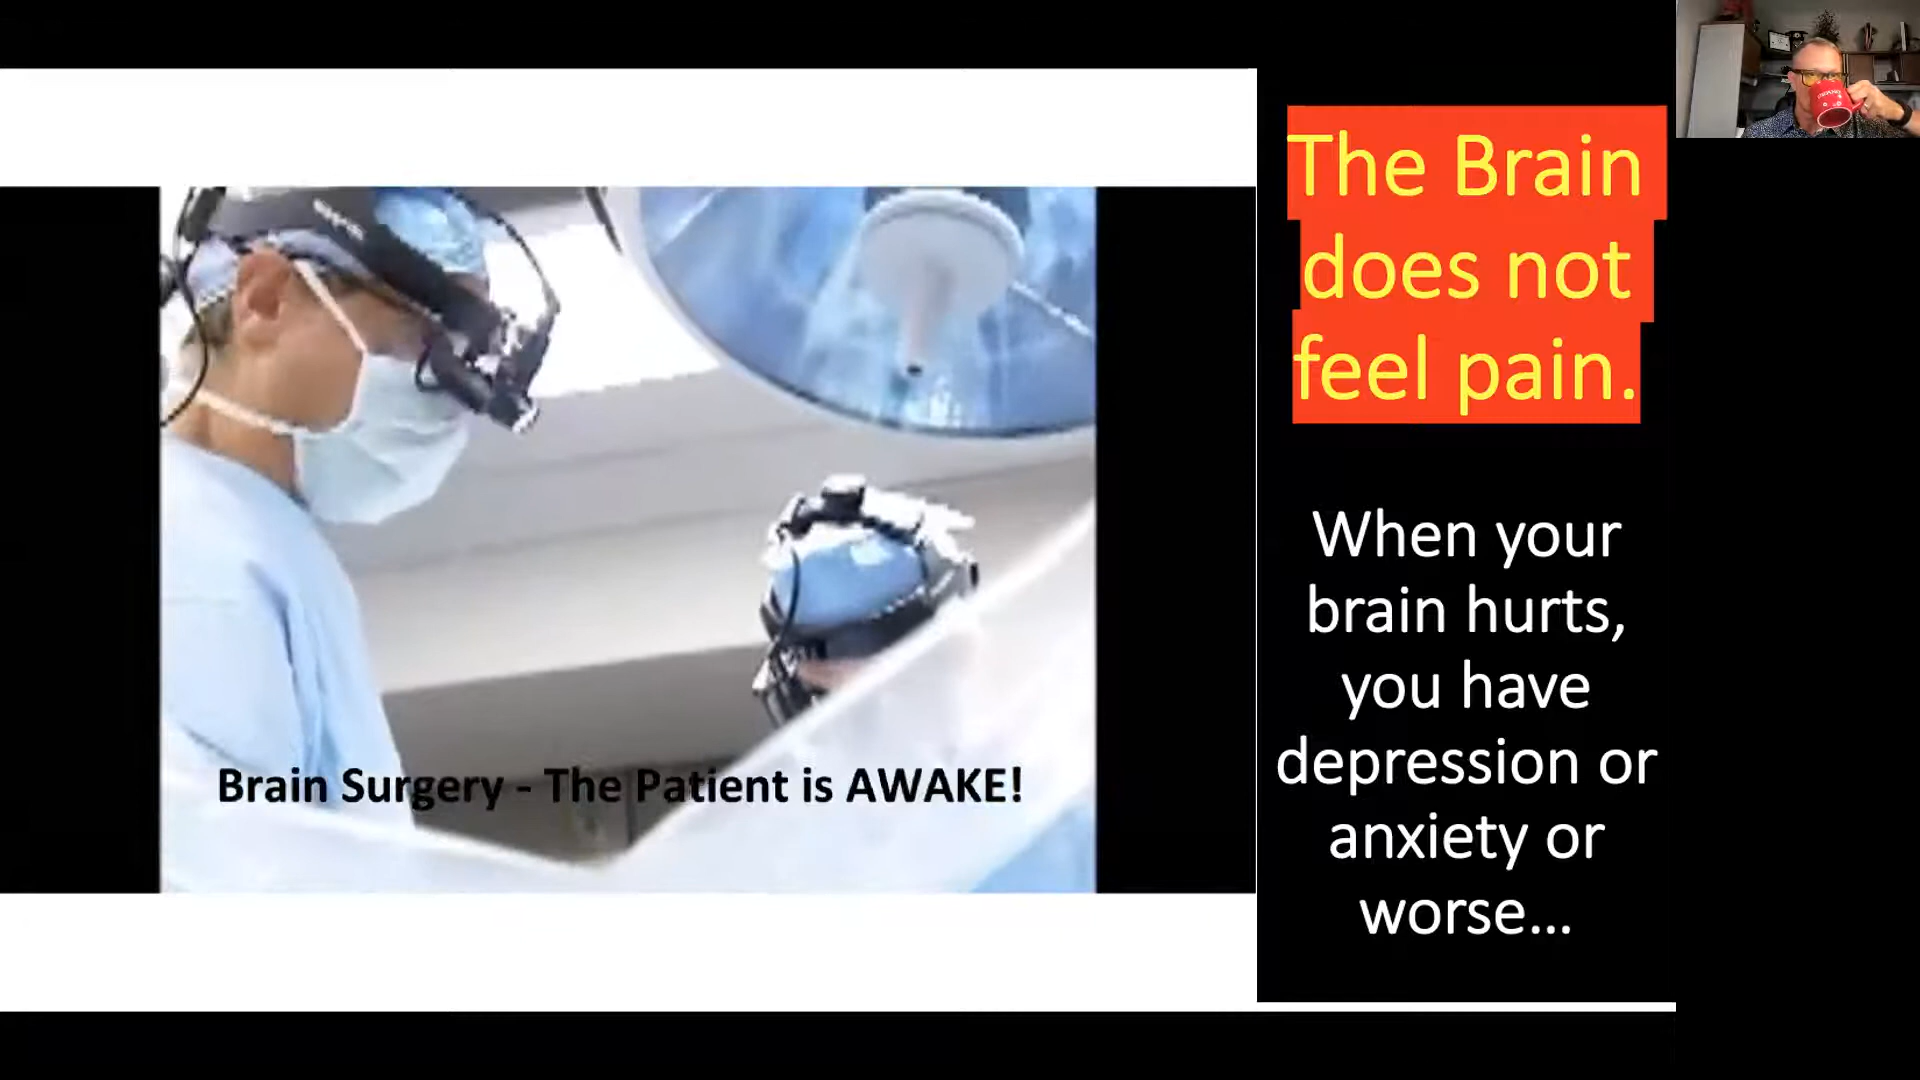 The Brain
does not
feel pain.
When your
brain hurts,
you have
depression or
anxiety or
worse...
Brain Surgery - The Patient is AWAKE!